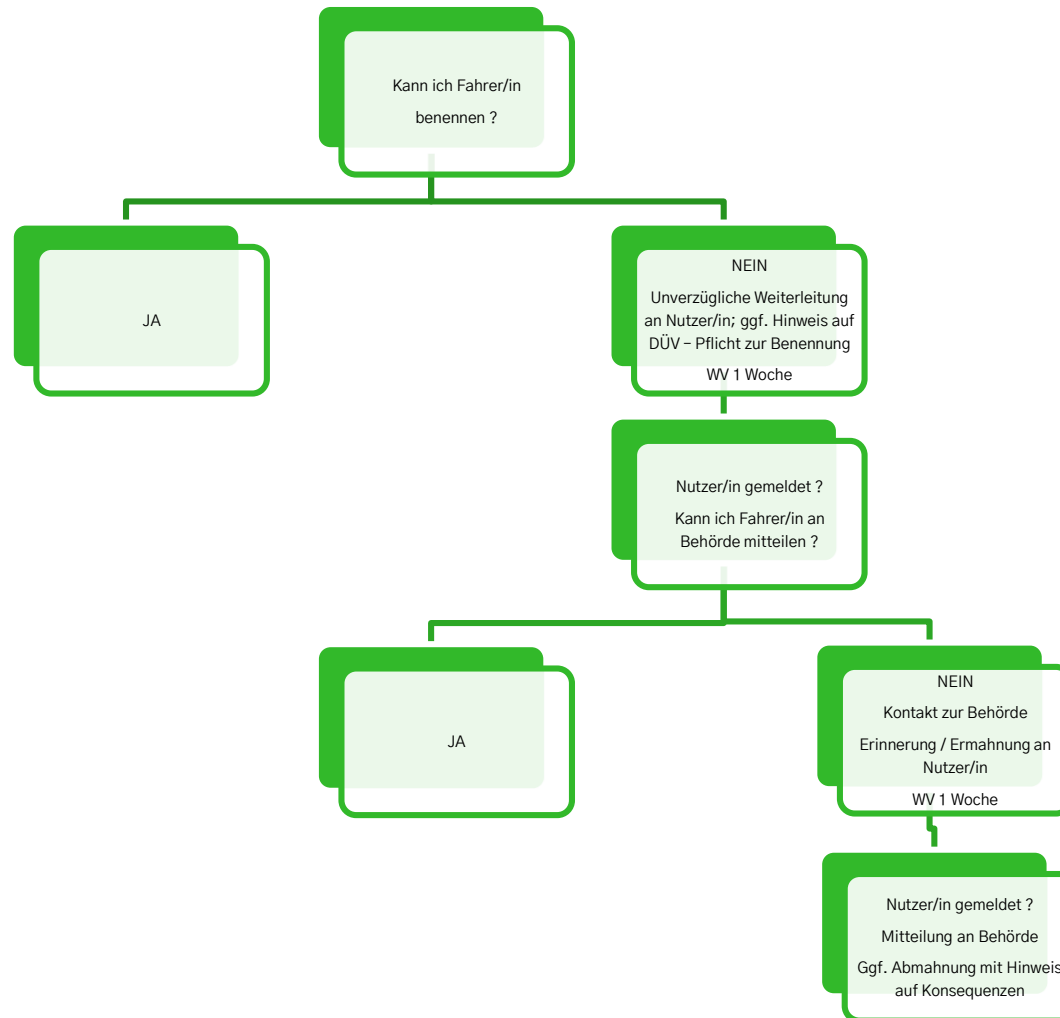 Kann ich Fahrer/in
benennen ?
JA
NEIN
Unverzügliche Weiterleitung
an Nutzer/in; ggf. Hinweis auf
DÜV – Pflicht zur Benennung
WV 1 Woche
Nutzer/in gemeldet ?
Kann ich Fahrer/in an
Behörde mitteilen ?
JA
NEIN
Kontakt zur Behörde
Erinnerung / Ermahnung an
Nutzer/in
WV 1 Woche
Nutzer/in gemeldet ?
Mitteilung an Behörde
Ggf. Abmahnung mit Hinweis
auf Konsequenzen